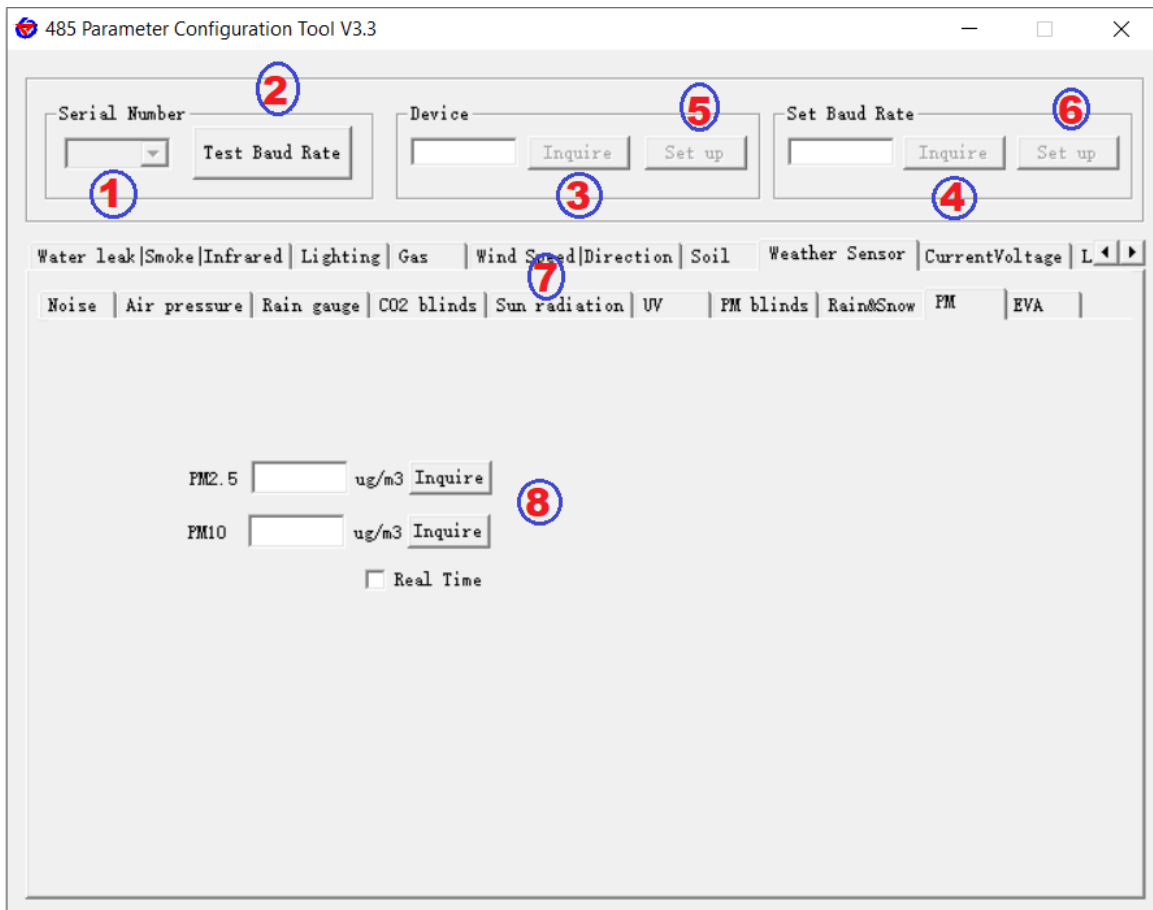 485 Parameter Configuration Tool V3.3
2 5 6
Serial Number Device Set Baud Rate
Test Baud Rate Inquire Set up Inquire Set up
1 3 4
Water leak|Smoke|Infrared Lighting Gas Wind Speed|Direction Soil Weather Sensor CurrentVoltage L
7
Noise Air pressure Rain gauge CO2 blinds Sun radiation UV PM blinds Rain&Snow PM EVA
PM2.5 ug/m3 Inquire
8
PM10 ug/m3 Inquire
Real Time